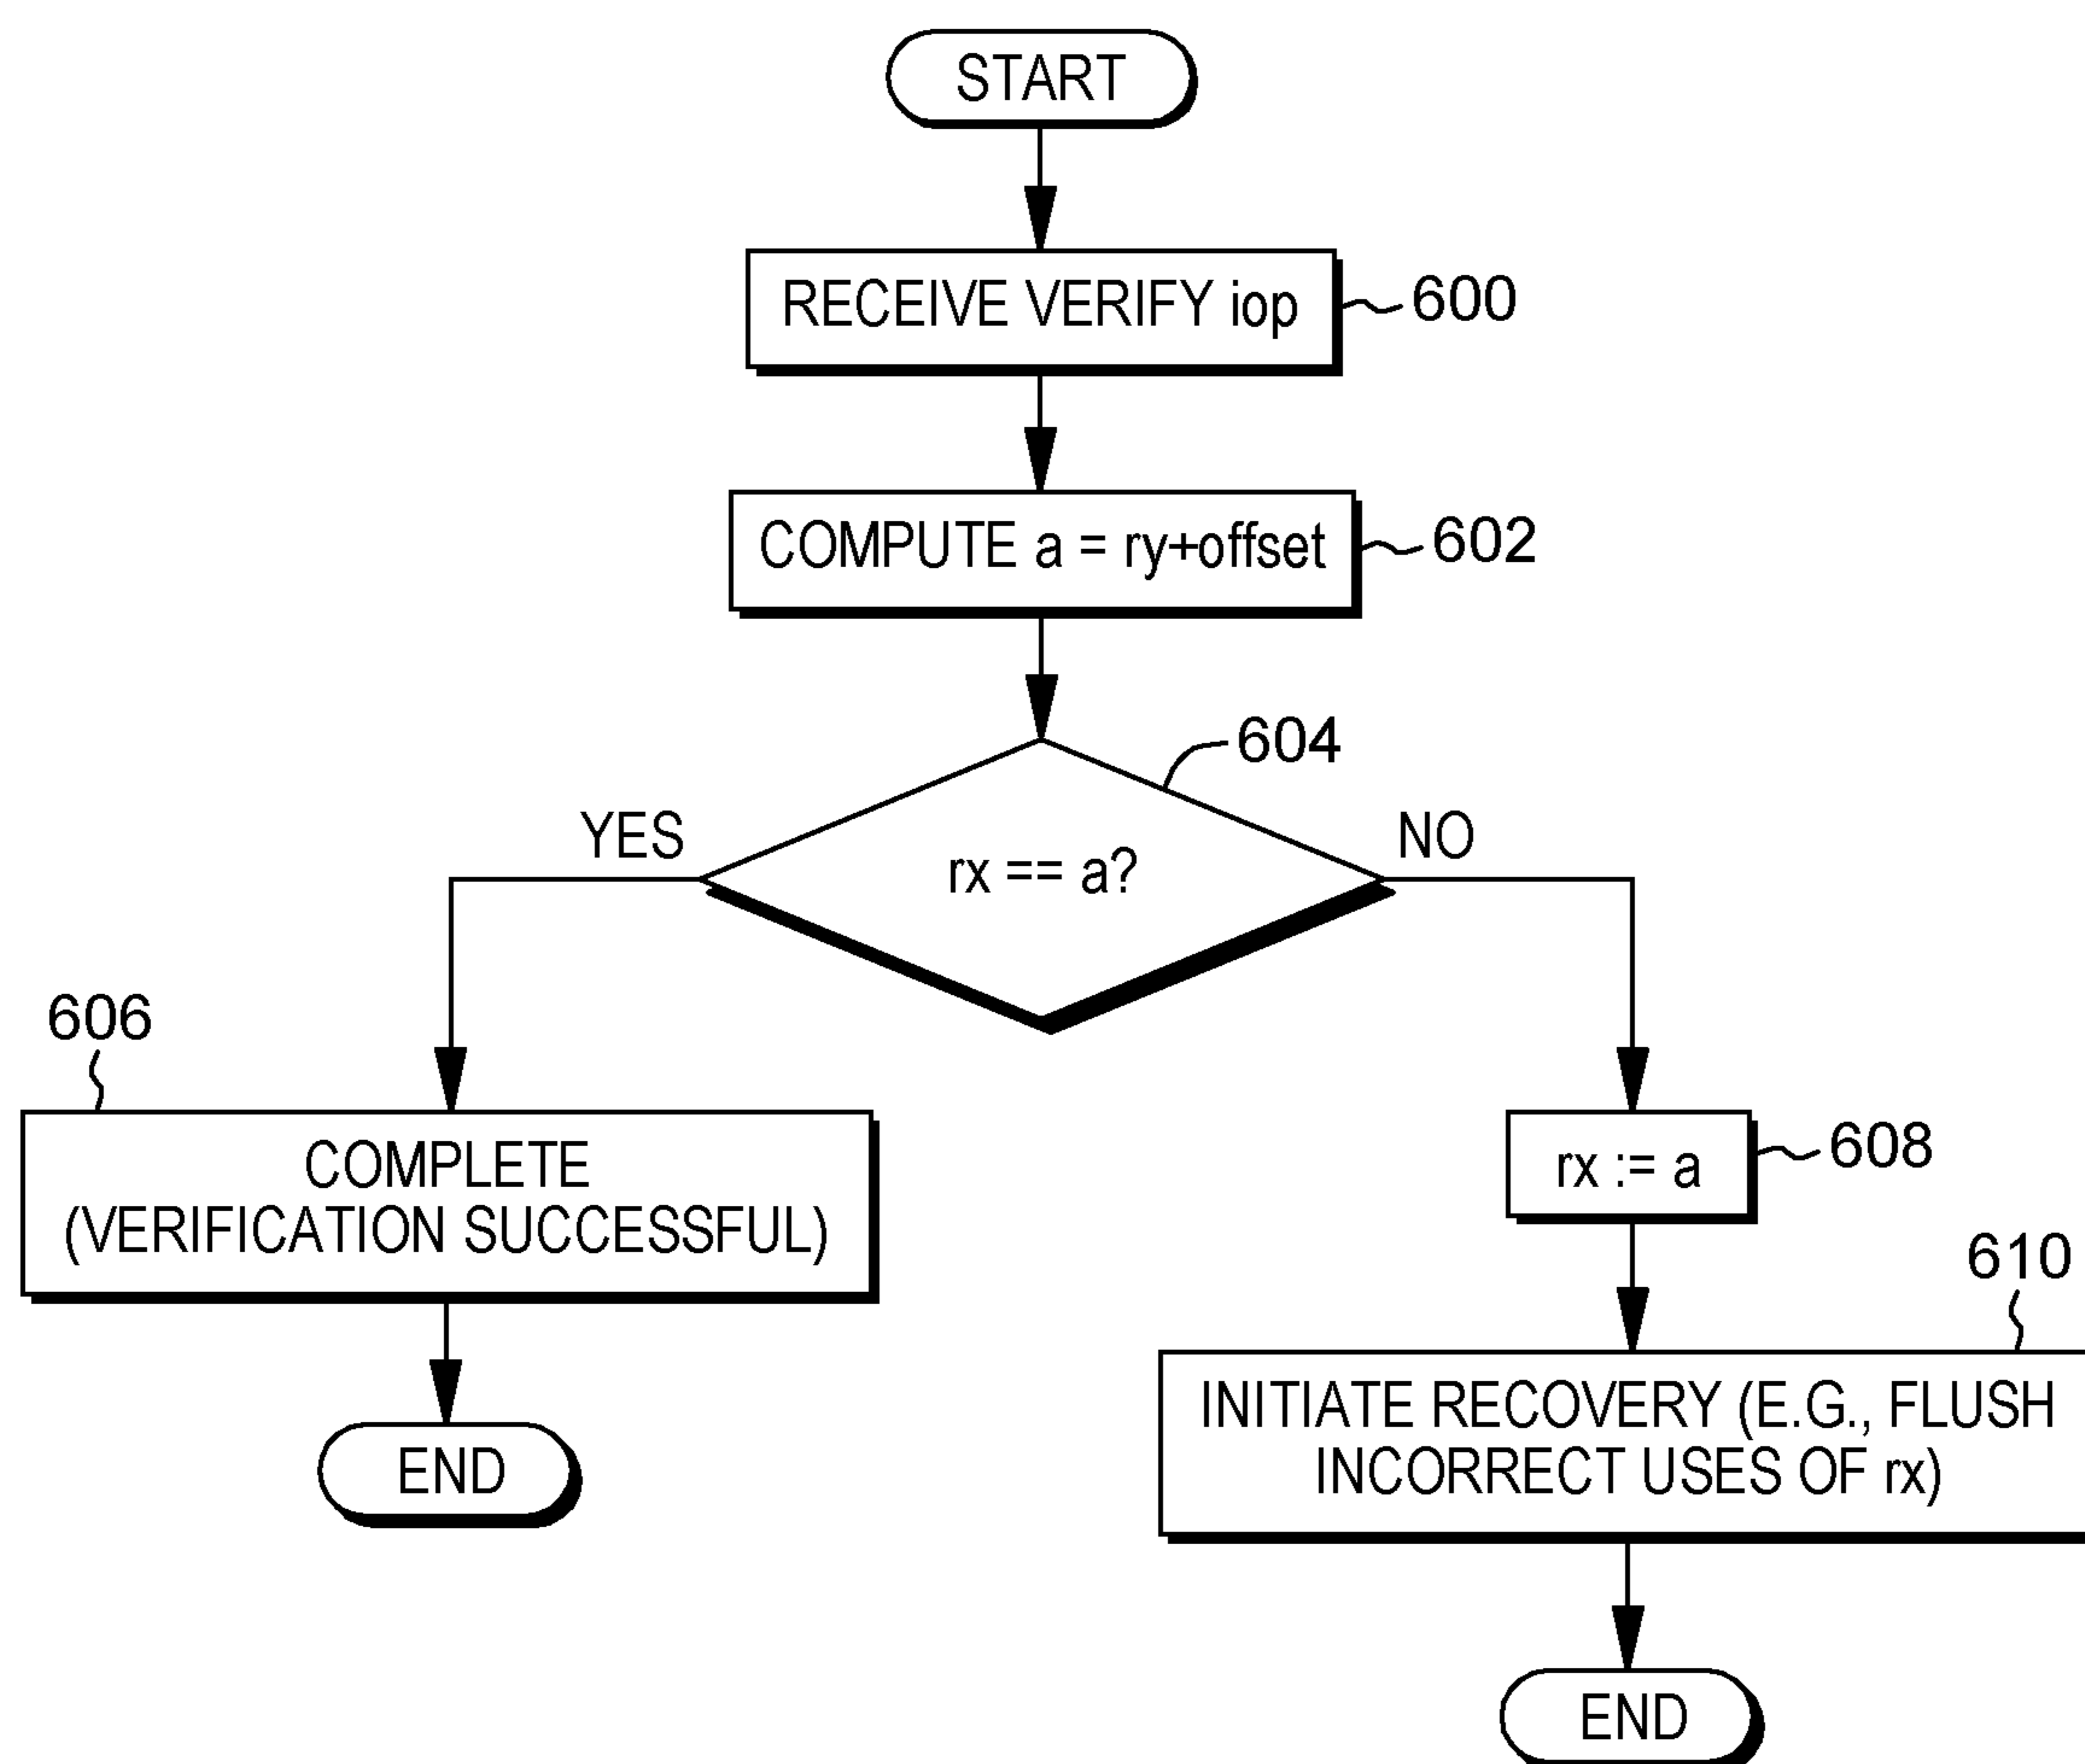 START
RECEIVE VERIFY iop
600
COMPUTE a = ry+offset
602
604
YES
NO
rx == a?
606
COMPLETE
(VERIFICATION SUCCESSFUL)
rx := a
608
610
INITIATE RECOVERY (E.G., FLUSH
INCORRECT USES OF rx)
END
END